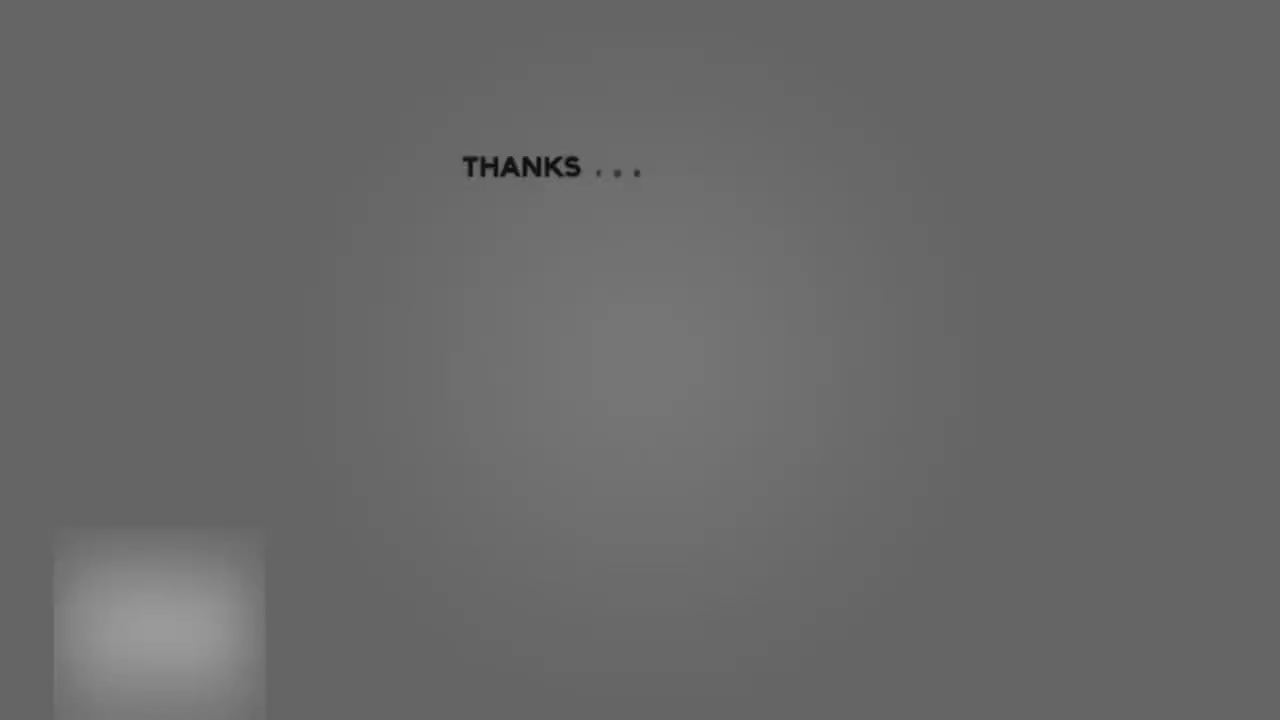 THANKS . . .